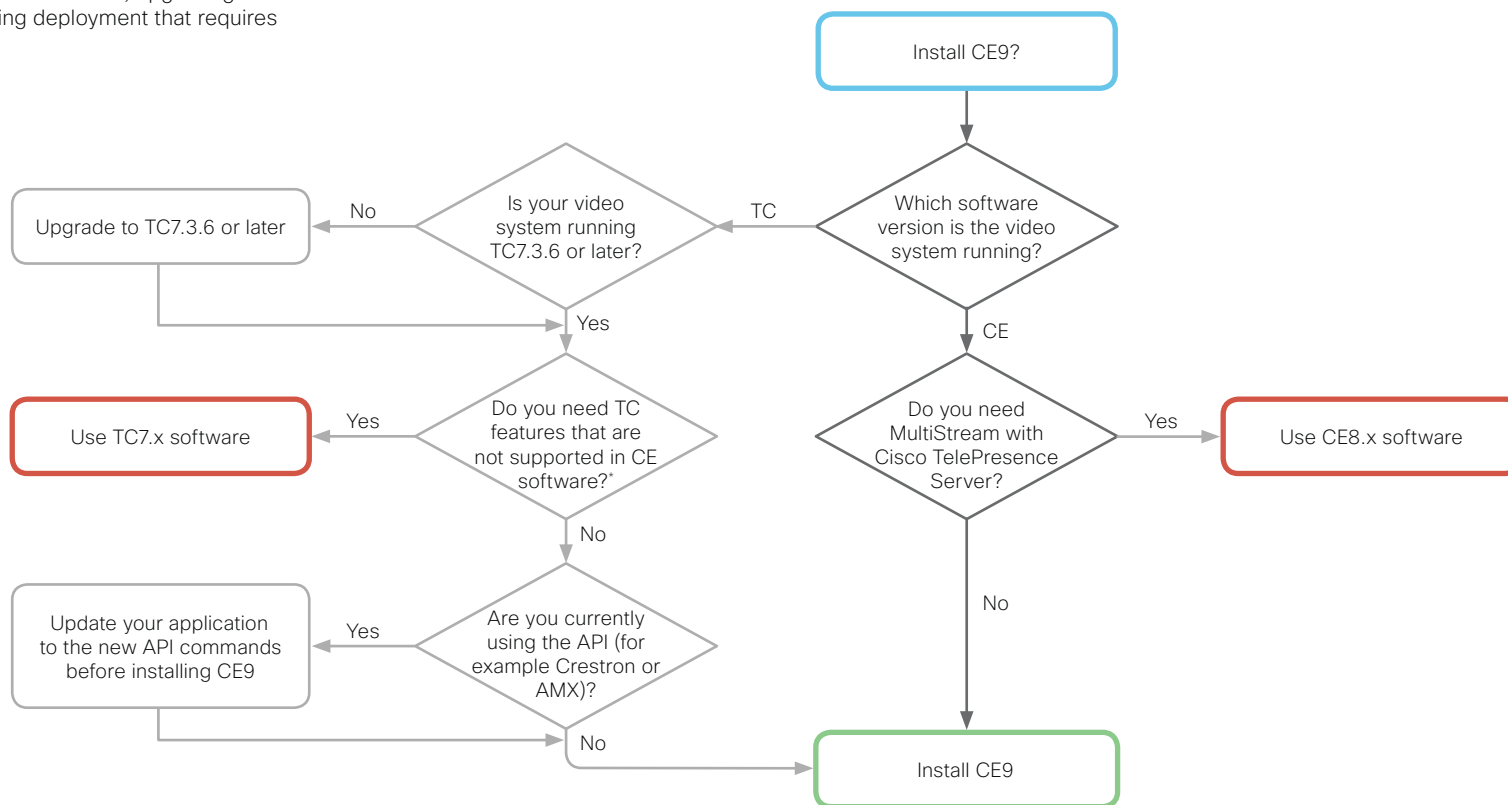 ing deployment that requires
Install CE9?
Which software
version is the video
system running?
TC
Is your video
system running
TC7.3.6 or later?
No
Upgrade to TC7.3.6 or later
Yes
CE
Do you need TC
features that are
not supported in CE
software?*
Yes
Use TC7.x software
Do you need
MultiStream with
Cisco TelePresence
Server?
Yes
Use CE8.x software
No
Are you currently
using the API (for
example Crestron or
AMX)?
Yes
Update your application
to the new API commands
before installing CE9
No
No
Install CE9